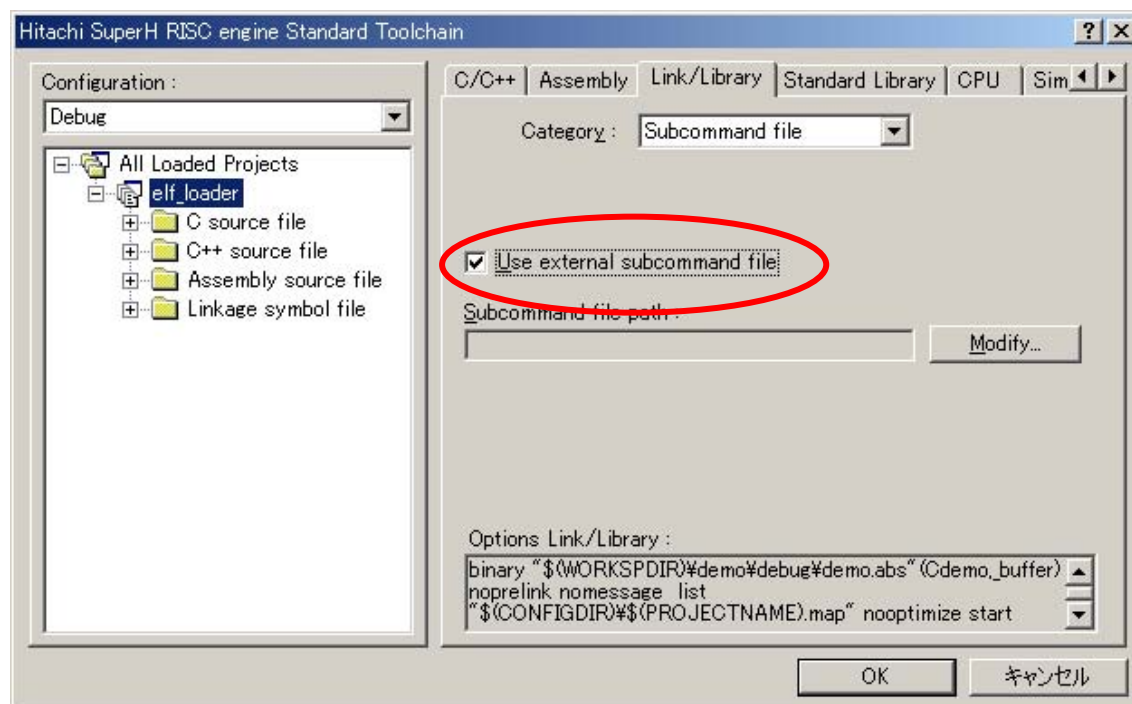 Hitachi SuperH RISC engine Standard Toolchain
Configuration :
Debug
All Loaded Projects
elf_loader
C source file
C++ source file
Assembly source file
Linkage symbol file
C/C++ Assembly Link/Library Standard Library CPU Sim
Category : Subcommand file
Use external subcommand file
Subcommand file path :
Modify...
Options Link/Library :
binary "$(WORKSPDIR)¥demo¥debug¥demo.abs"(Cdemo,_buffer)
noprelink nomessage list
"$(CONFIGDIR)¥$(PROJECTNAME).map" nooptimize start
OK キャンセル